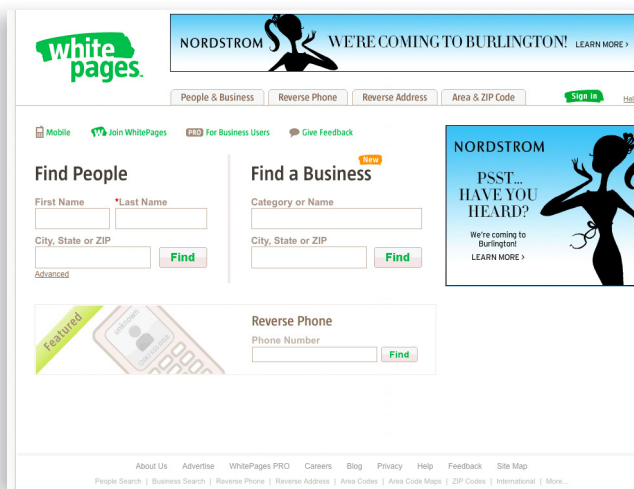 white
pages.
NORDSTROM
WE'RE COMING TO BURLINGTON!
LEARN MORE >
People & Business
Reverse Phone
Reverse Address
Area & ZIP Code
Sign in
Mobile
Join WhitePages
PRO For Business Users
Give Feedback
Find People
First Name
*Last Name
City, State or ZIP
Find
Advanced
New
Find a Business
Category or Name
City, State or ZIP
Find
NORDSTROM
PSST...
HAVE YOU
HEARD?
We're coming to
Burlington!
LEARN MORE >
Featured
unknown
Reverse Phone
Phone Number
Find
About Us Advertise WhitePages PRO Careers Blog Privacy Help Feedback Site Map
People Search | Business Search | Reverse Phone | Reverse Address | Area Codes | Area Code Maps | ZIP Codes | International | More...